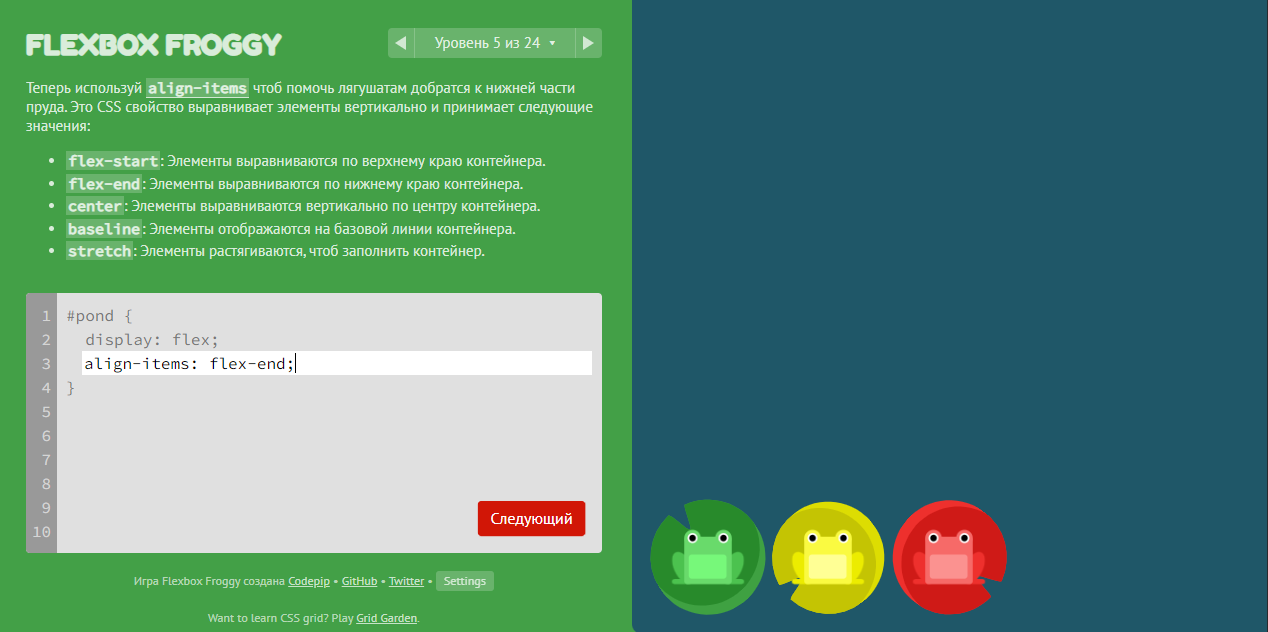 FLEXBOX FROGGY
Уровень 5 из 24
Теперь используй align-items чтоб помочь лягушатам добратся к нижней части
пруда. Это CSS свойство выравнивает элементы вертикально и принимает следующие
значения:
• flex-start: Элементы выравниваются по верхнему краю контейнера.
• flex-end: Элементы выравниваются по нижнему краю контейнера.
• center: Элементы выравниваются вертикально по центру контейнера.
• baseline: Элементы отображаются на базовой линии контейнера.
• stretch: Элементы растягиваются, чтоб заполнить контейнер.
1 #pond {
2 display: flex;
3 align-items: flex-end;
4 }
5
6
7
8
9
10
Следующий
Игра Flexbox Froggy создана Codepip • GitHub • Twitter • Settings
Want to learn CSS grid? Play Grid Garden.